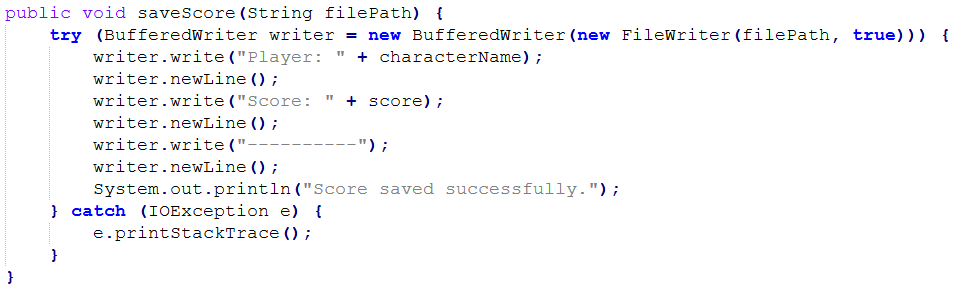 public void saveScore(String filePath) {
    try (BufferedWriter writer = new BufferedWriter(new FileWriter(filePath, true))) {
        writer.write("Player: " + characterName);
        writer.newLine();
        writer.write("Score: " + score);
        writer.newLine();
        writer.write("----------");
        writer.newLine();
        System.out.println("Score saved successfully.");
    } catch (IOException e) {
        e.printStackTrace();
    }
}